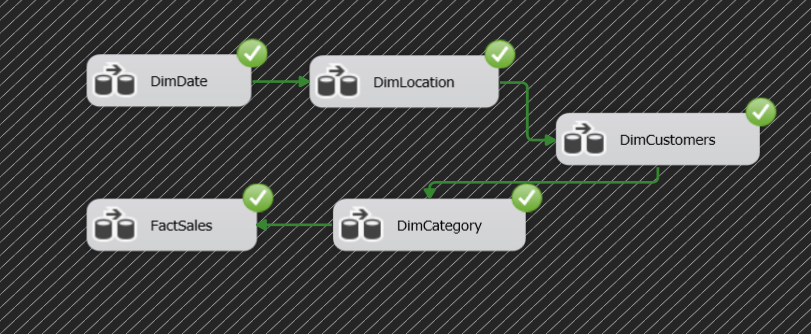 DimDate
DimLocation
DimCustomers
FactSales
DimCategory